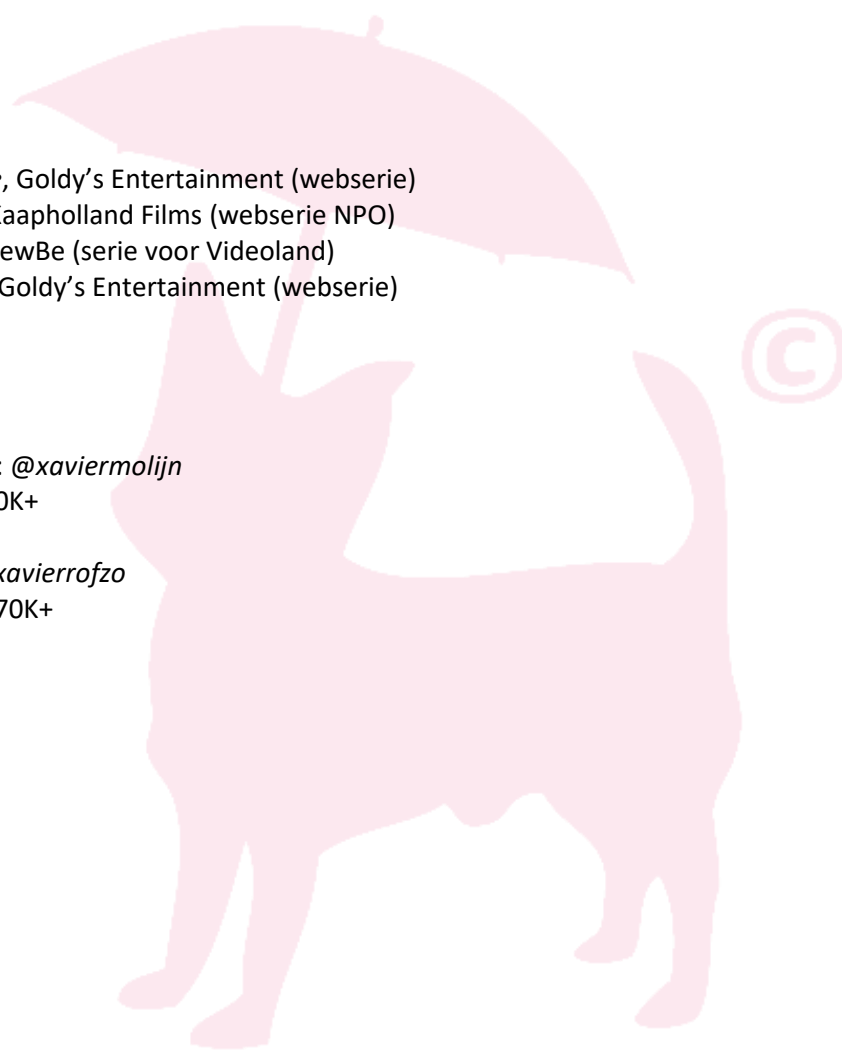 , Goldy’s Entertainment (webserie)
Kaapholland Films (webserie NPO)
ewBe (serie voor Videoland)
Goldy’s Entertainment (webserie)
©
: @xaviermolijn
0K+
xavierrofzo
70K+